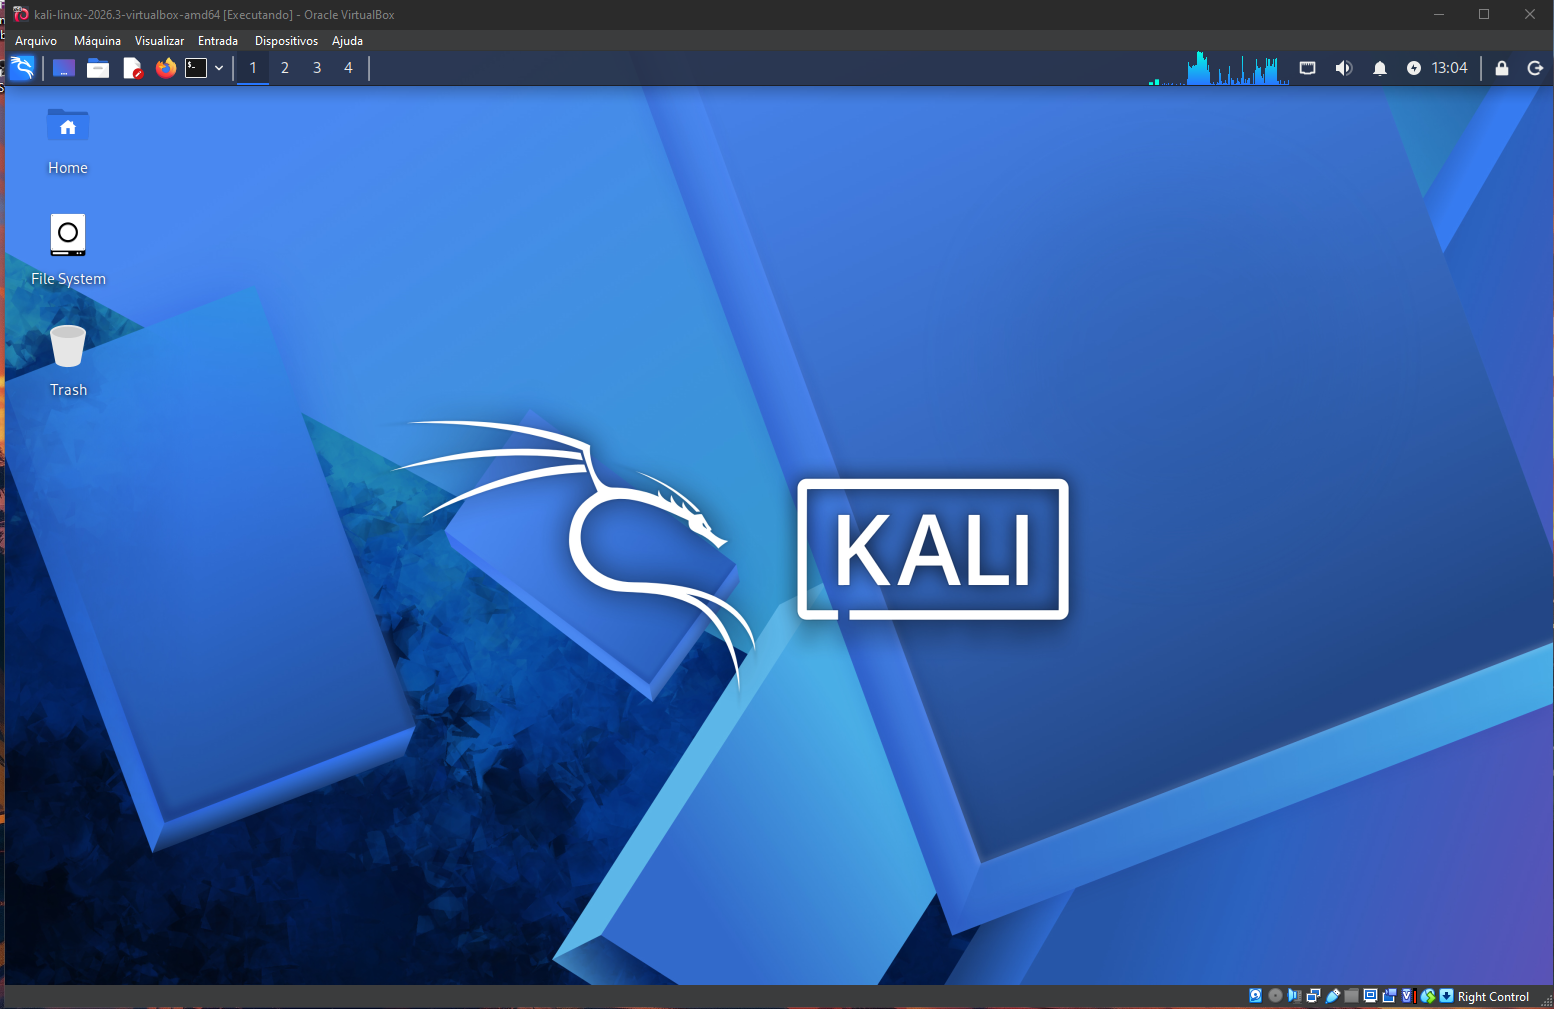 kali-linux-2026.3-virtualbox-amd64 [Executando] - Oracle VirtualBox
Arquivo Máquina Visualizar Entrada Dispositivos Ajuda
1 2 3 4 13:04
Home
File System
Trash
KALI
Right Control